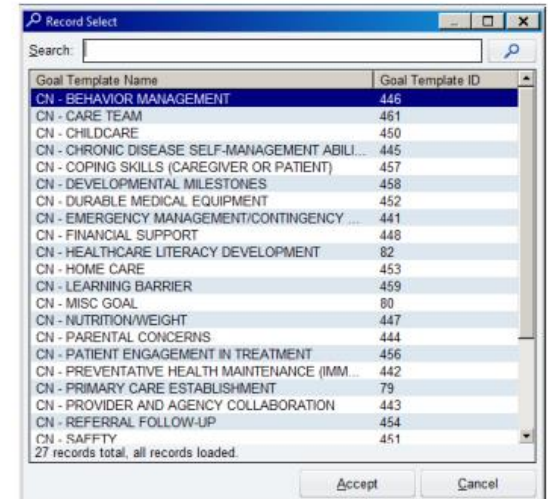 Record Select
Search:
Goal Template Name Goal Template ID
CN - BEHAVIOR MANAGEMENT 446
CN - CARE TEAM 461
CN - CHILDCARE 450
CN - CHRONIC DISEASE SELF-MANAGEMENT ABILI... 445
CN - COPING SKILLS (CAREGIVER OR PATIENT) 457
CN - DEVELOPMENTAL MILESTONES 458
CN - DURABLE MEDICAL EQUIPMENT 452
CN - EMERGENCY MANAGEMENT/CONTINGENCY ... 441
CN - FINANCIAL SUPPORT 448
CN - HEALTHCARE LITERACY DEVELOPMENT 82
CN - HOME CARE 453
CN - LEARNING BARRIER 459
CN - MISC GOAL 80
CN - NUTRITION/WEIGHT 447
CN - PARENTAL CONCERNS 444
CN - PATIENT ENGAGEMENT IN TREATMENT 456
CN - PREVENTATIVE HEALTH MAINTENANCE (IMM... 442
CN - PRIMARY CARE ESTABLISHMENT 79
CN - PROVIDER AND AGENCY COLLABORATION 443
CN - REFERRAL FOLLOW-UP 454
CN - SAFETY 451
27 records total, all records loaded.
Accept Cancel